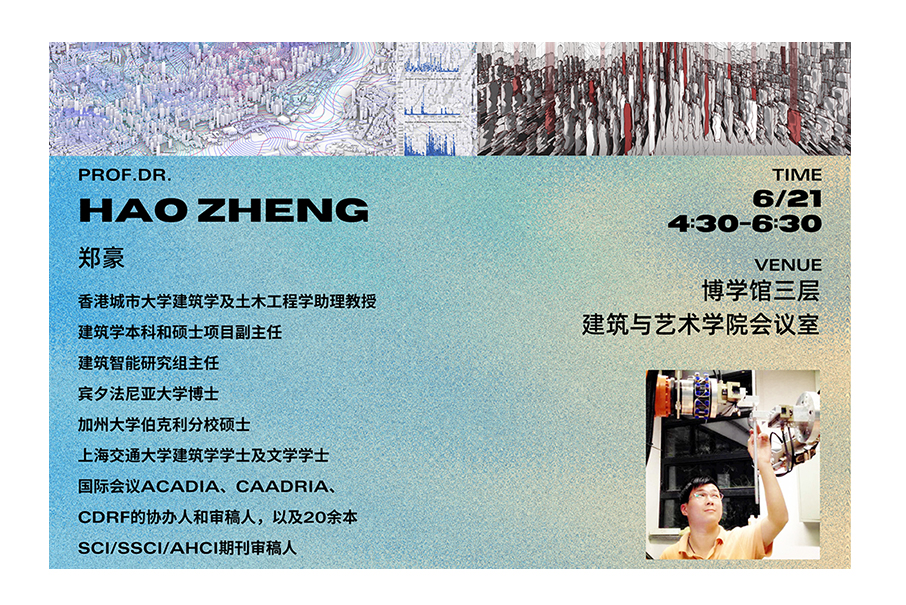 PROF.DR.
HAO ZHENG
郑豪
香港城市大学建筑学及土木工程学助理教授
建筑学本科和硕士项目副主任
建筑智能研究组主任
宾夕法尼亚大学博士
加州大学伯克利分校硕士
上海交通大学建筑学学士及文学学士
国际会议ACADIA、CAADRIA、
CDRF的协办人和审稿人，以及20余本
SCI/SSCI/AHCI期刊审稿人
TIME
6/21
4:30-6:30
VENUE
博学馆三层
建筑与艺术学院会议室